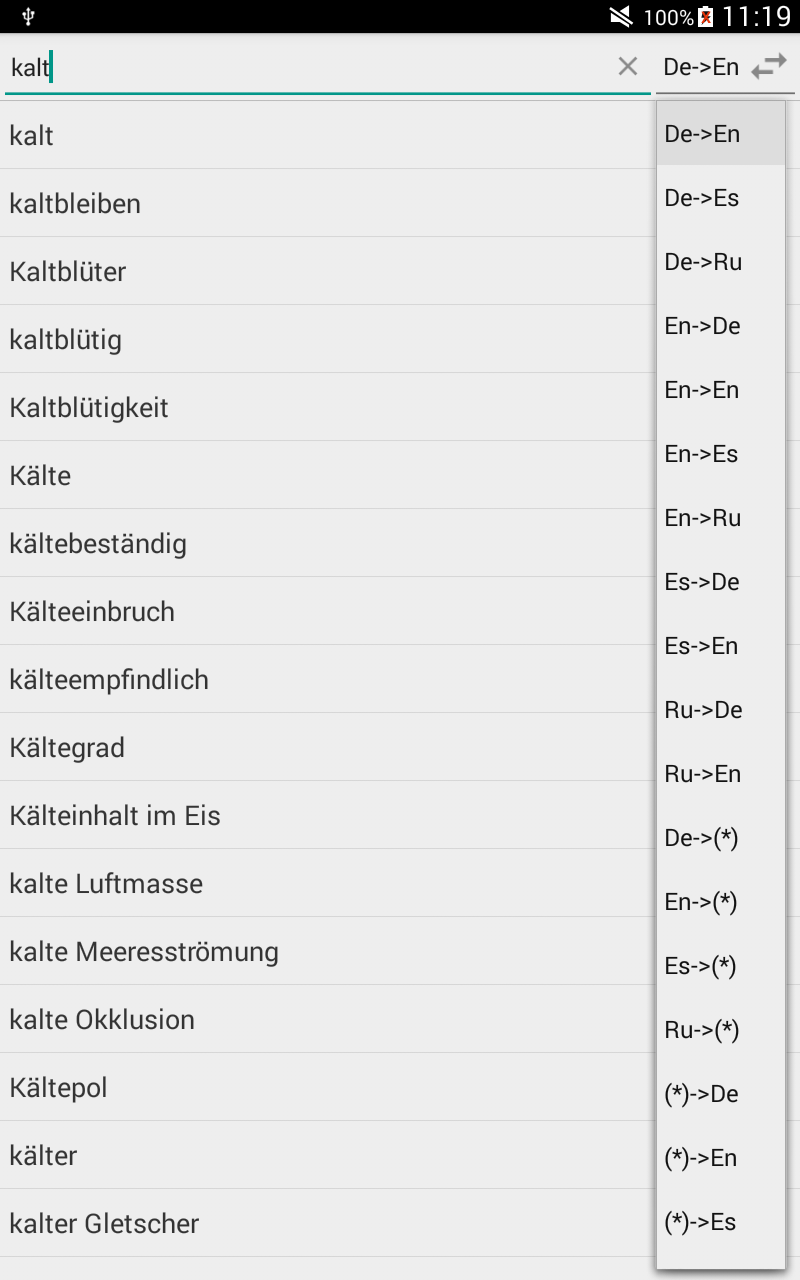 100% 11:19
kalt De->En
kalt
kaltbleiben
Kaltblüter
kaltblütig
Kaltblütigkeit
Kälte
kältebeständig
Kälteeinbruch
kälteempfindlich
Kältegrad
Kälteinhalt im Eis
kalte Luftmasse
kalte Meeresströmung
kalte Okklusion
Kältepol
kälter
kalter Gletscher
De->En
De->Es
De->Ru
En->De
En->En
En->Es
En->Ru
Es->De
Es->En
Ru->De
Ru->En
De->(*)
En->(*)
Es->(*)
Ru->(*)
(*)->De
(*)->En
(*)->Es